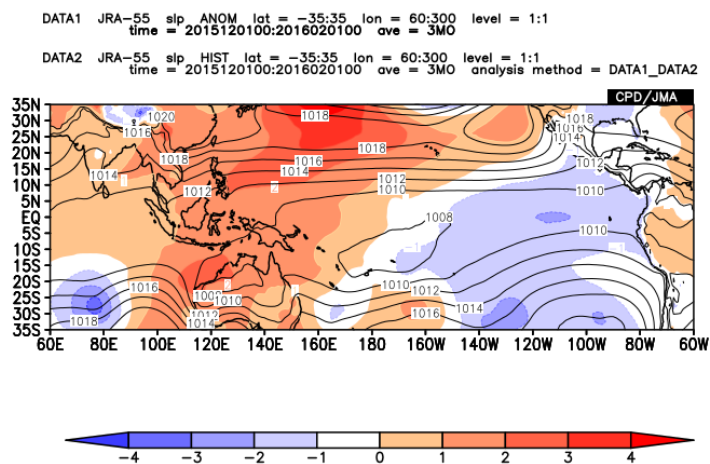 DATA1 JRA-55 slp ANOM lat = -35:35 lon = 60:300 level = 1:1
time = 2015120100:2016020100 ave = 3MO
DATA2 JRA-55 slp HIST lat = -35:35 lon = 60:300 level = 1:1
time = 2015120100:2016020100 ave = 3MO analysis method = DATA1_DATA2
CPD/JMA
35N
30N
25N
20N
15N
10N
5N
EQ
5S
10S
15S
20S
25S
30S
35S
1020
1016
1018
1018
1016
1014
1018
1018
1016
1014
1014
1012
1012
1012
1010
1010
1
2
1008
-1
1010
-1
1016
3
1008
1010
1010
1012
1014
1016
1018
1012
1014
60E 80E 100E 120E 140E 160E 180 160W 140W 120W 100W 80W 60W
-4 -3 -2 -1 0 1 2 3 4